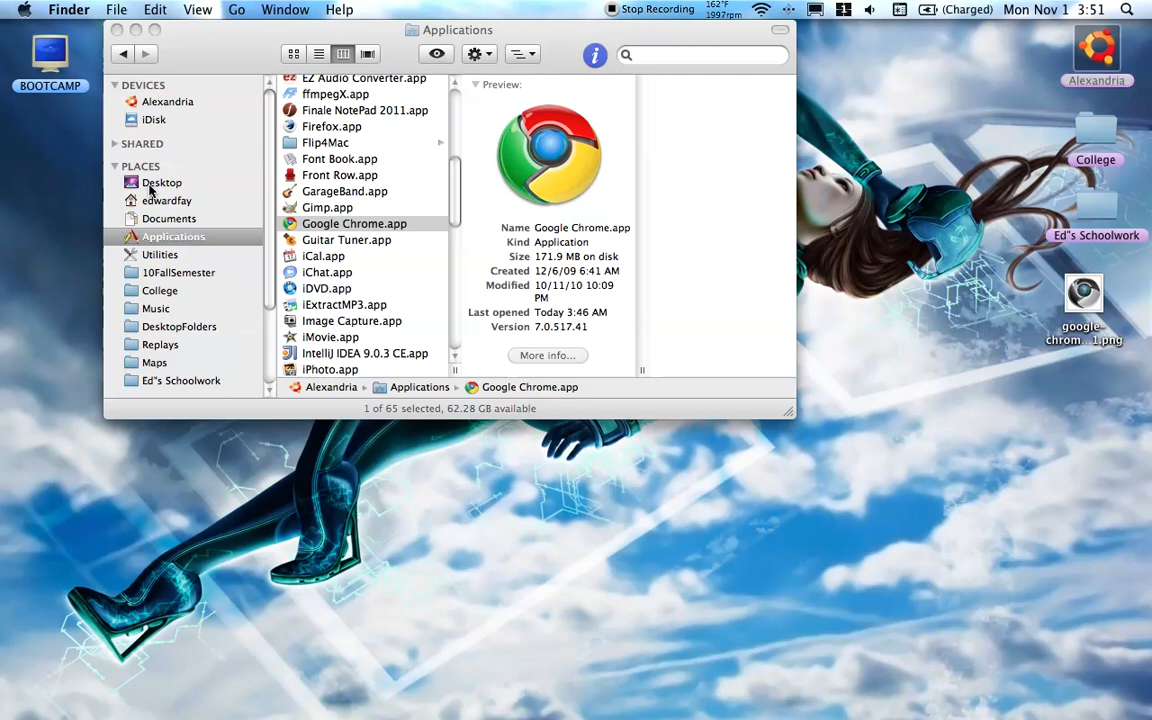 Finder File Edit View Go Window Help
Stop Recording 162°F 1997rpm 1 (Charged) Mon Nov 1 3:51
BOOTCAMP
Applications
DEVICES
Alexandria
iDisk
SHARED
PLACES
Desktop
edwardfay
Documents
Applications
Utilities
10FallSemester
College
Music
DesktopFolders
Replays
Maps
Ed"s Schoolwork
EZ Audio Converter.app
ffmpegX.app
Finale NotePad 2011.app
Firefox.app
Flip4Mac
Font Book.app
Front Row.app
GarageBand.app
Gimp.app
Google Chrome.app
Guitar Tuner.app
iCal.app
iChat.app
iDVD.app
iExtractMP3.app
Image Capture.app
iMovie.app
IntelliJ IDEA 9.0.3 CE.app
iPhoto.app
Preview:
Name Google Chrome.app
Kind Application
Size 171.9 MB on disk
Created 12/6/09 6:41 AM
Modified 10/11/10 10:09
PM
Last opened Today 3:46 AM
Version 7.0.517.41
More info...
Alexandria Applications Google Chrome.app
1 of 65 selected, 62.28 GB available
Alexandria
College
Ed"s Schoolwork
google-
chrom...1.png